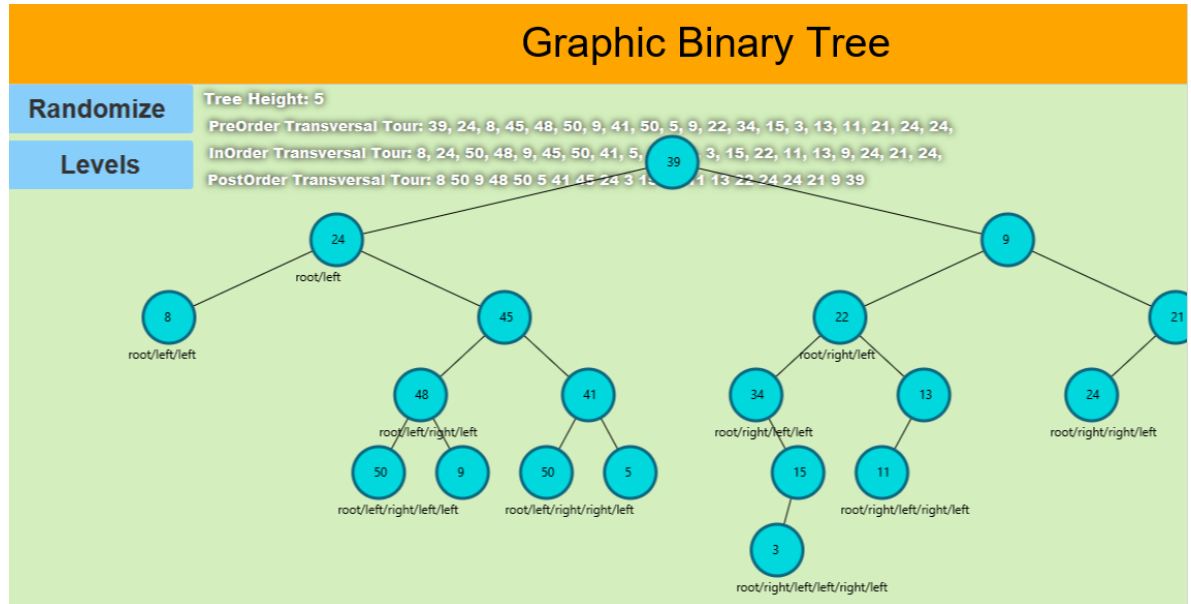 Graphic Binary Tree
Randomize
Tree Height: 5
PreOrder Transversal Tour: 39, 24, 8, 45, 48, 50, 9, 41, 50, 5, 9, 22, 34, 15, 3, 13, 11, 21, 24, 24,
Levels
InOrder Transversal Tour: 8, 24, 50, 48, 9, 45, 50, 41, 5, 3, 15, 22, 11, 13, 9, 24, 21, 24,
39
PostOrder Transversal Tour: 8 50 9 48 50 5 41 45 24 3 11 13 22 24 24 21 9 39
24 9
root/left
8 45 22 21
root/left/left root/right/left
48 41 34 13 24
root/left/right/left root/right/left/left root/right/right/left
50 9 50 5 15 11
root/left/right/left/left root/left/right/right/left root/right/left/right/left
3
root/right/left/left/right/left